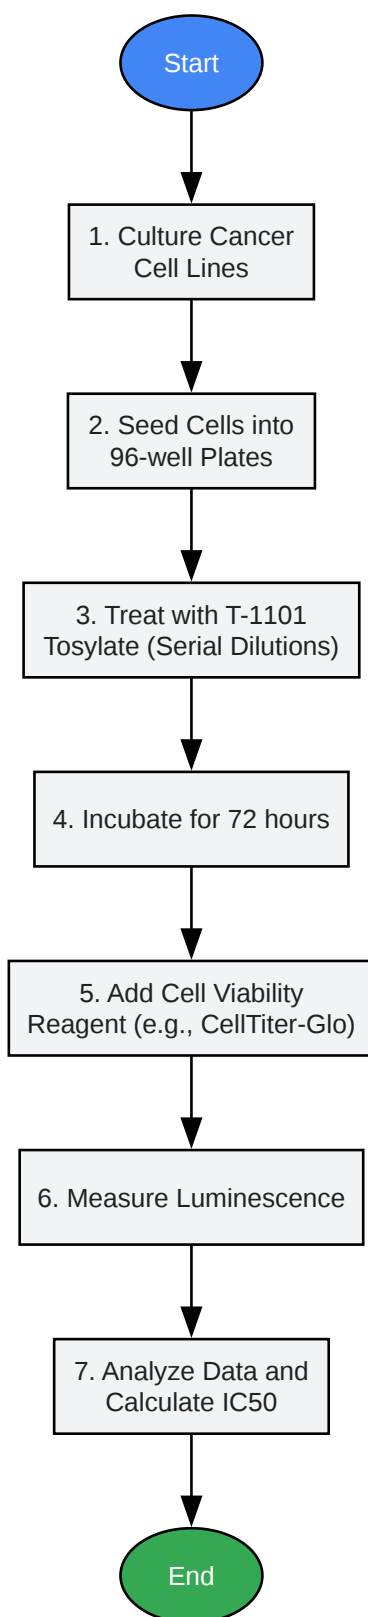 Start
1. Culture Cancer
Cell Lines
2. Seed Cells into
96-well Plates
3. Treat with T-1101
Tosylate (Serial Dilutions)
4. Incubate for 72 hours
5. Add Cell Viability
Reagent (e.g., CellTiter-Glo)
6. Measure Luminescence
7. Analyze Data and
Calculate IC50
End